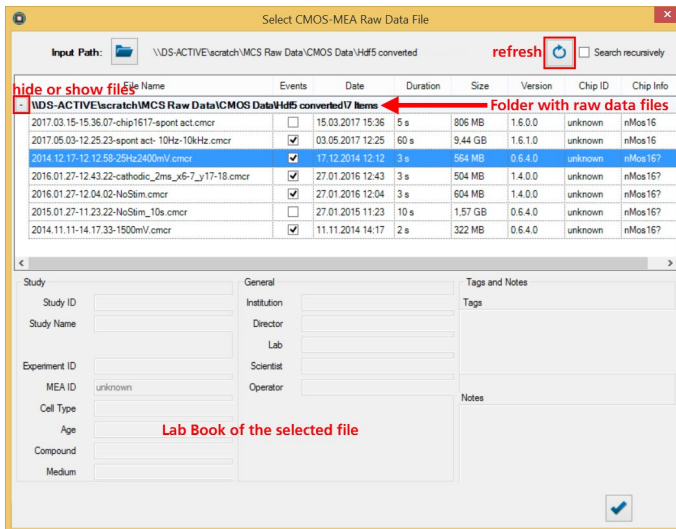 Select CMOS-MEA Raw Data File
Input Path: \\DS-ACTIVE\scratch\MCS Raw Data\CMOS Data\Hdf5 converted refresh Search recursively
hide or show files
File Name Events Date Duration Size Version Chip ID Chip Info
- \\DS-ACTIVE\scratch\MCS Raw Data\CMOS Data\Hdf5 converted\7 Items Folder with raw data files
2017.03.15-15.36.07-chip1617-spont act.cmcr 15.03.2017 15:36 5 s 806 MB 1.6.0.0 unknown nMos16
2017.05.03-12.25.23-spont act- 10Hz-10kHz.cmcr 03.05.2017 12:25 60 s 9,44 GB 1.6.1.0 unknown nMos16
2014.12.17-12.12.58-25Hz2400mV.cmcr 17.12.2014 12:12 3 s 564 MB 0.6.4.0 unknown nMos16?
2016.01.27-12.43.22-cathodic_2ms_x6-7_y17-18.cmcr 27.01.2016 12:43 3 s 504 MB 1.4.0.0 unknown nMos16?
2016.01.27-12.04.02-NoStim.cmcr 27.01.2016 12:04 3 s 604 MB 1.4.0.0 unknown nMos16?
2015.01.27-11.23.22-NoStim_10s.cmcr 27.01.2015 11:23 10 s 1,57 GB 0.6.4.0 unknown nMos16?
2014.11.11-14.17.33-1500mV.cmcr 11.11.2014 14:17 2 s 322 MB 0.6.4.0 unknown nMos16?
Study General Tags and Notes
Study ID Institution Tags
Study Name Director
Lab
Experiment ID Scientist
MEA ID unknown Operator
Notes
Cell Type
Age Lab Book of the selected file
Compound
Medium